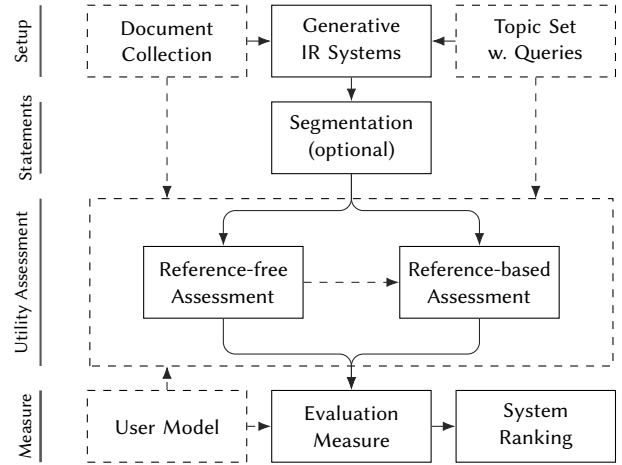 Setup
Document
Collection
Generative
IR Systems
Topic Set
w. Queries
Statements
Segmentation
(optional)
Utility Assessment
Reference-free
Assessment
Reference-based
Assessment
Measure
User Model
Evaluation
Measure
System
Ranking